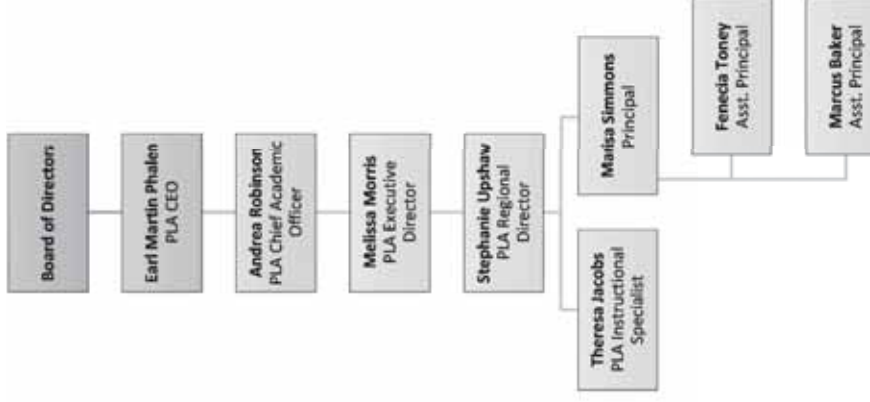 Board of Directors
Earl Martin Phalen
PLA CEO
Andrea Robinson
PLA Chief Academic
Officer
Melissa Morris
PLA Executive
Director
Stephanie Upshaw
PLA Regional
Director
Theresa Jacobs
PLA Instructional
Specialist
Marisa Simmons
Principal
Fenecia Toney
Asst. Principal
Marcus Baker
Asst. Principal